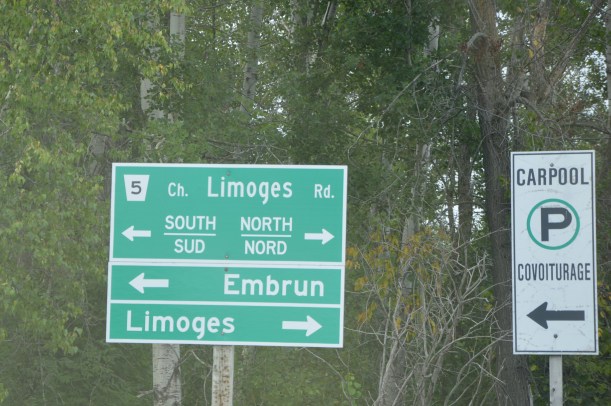 5 Ch. Limoges Rd.
SOUTH NORTH
SUD NORD
Embrun
Limoges
CARPOOL
P
COVOITURAGE